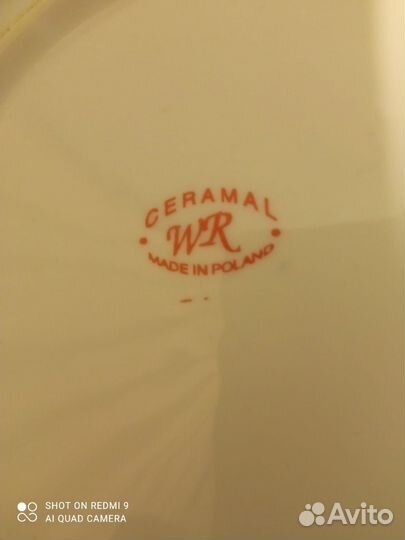 CERAMAL
WR
• MADE IN POLAND •
SHOT ON REDMI 9
AI QUAD CAMERA
Avito